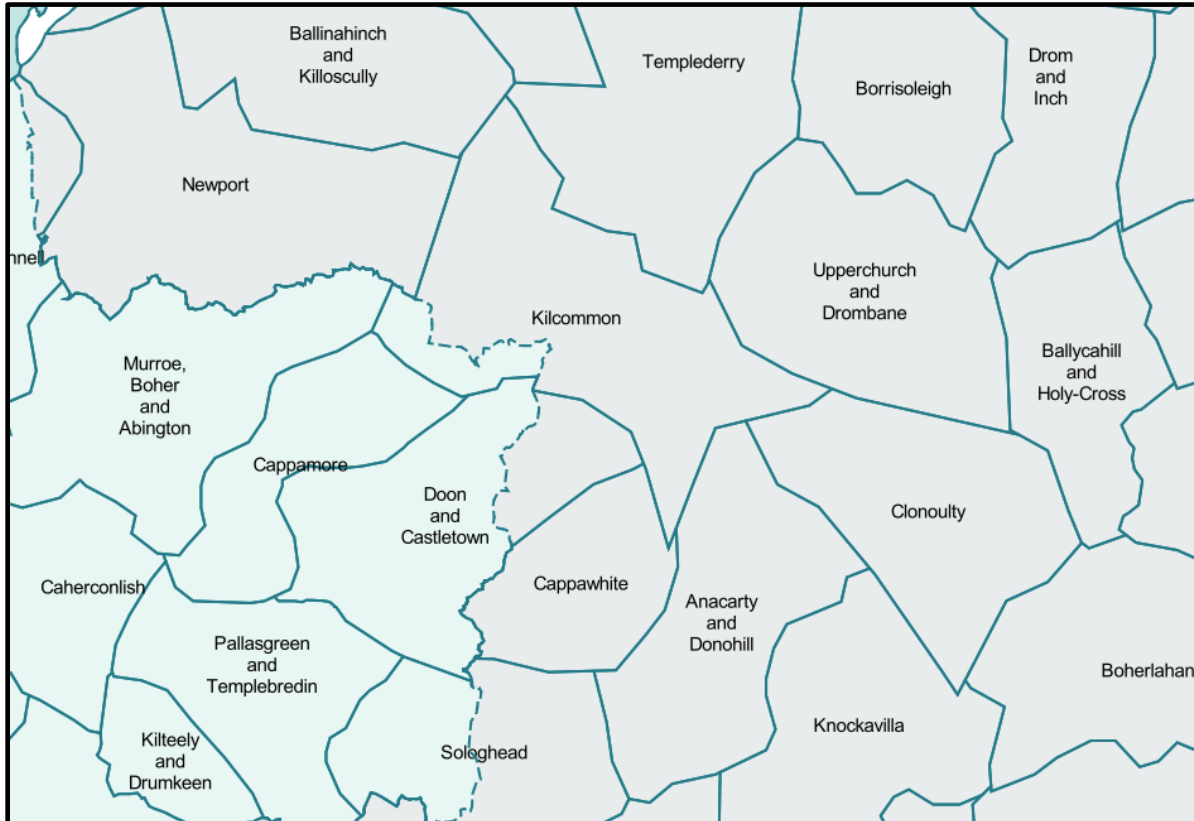 Ballinahinch
and
Killoscully
Templederry
Drom
and
Inch
Borrisoleigh
Newport
nnell
Upperchurch
and
Drombane
Kilcommon
Murroe,
Boher
and
Abington
Ballycahill
and
Holy-Cross
Cappamore
Doon
and
Castletown
Clonoulty
Caherconlish
Cappawhite
Anacarty
and
Donohill
Pallasgreen
and
Templebredin
Boherlahan
Kilteely
and
Drumkeen
Sologhead
Knockavilla